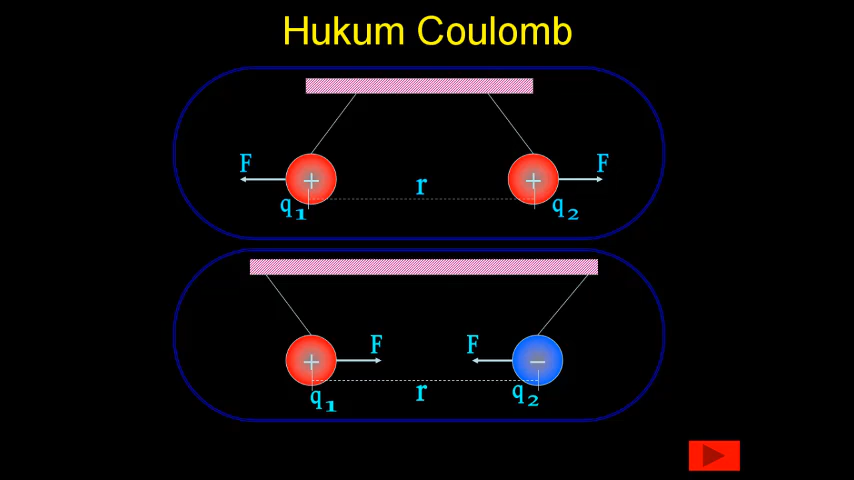 Hukum Coulomb
F F
+ +
r
q1 q2
F F
+ −
q1 r q2